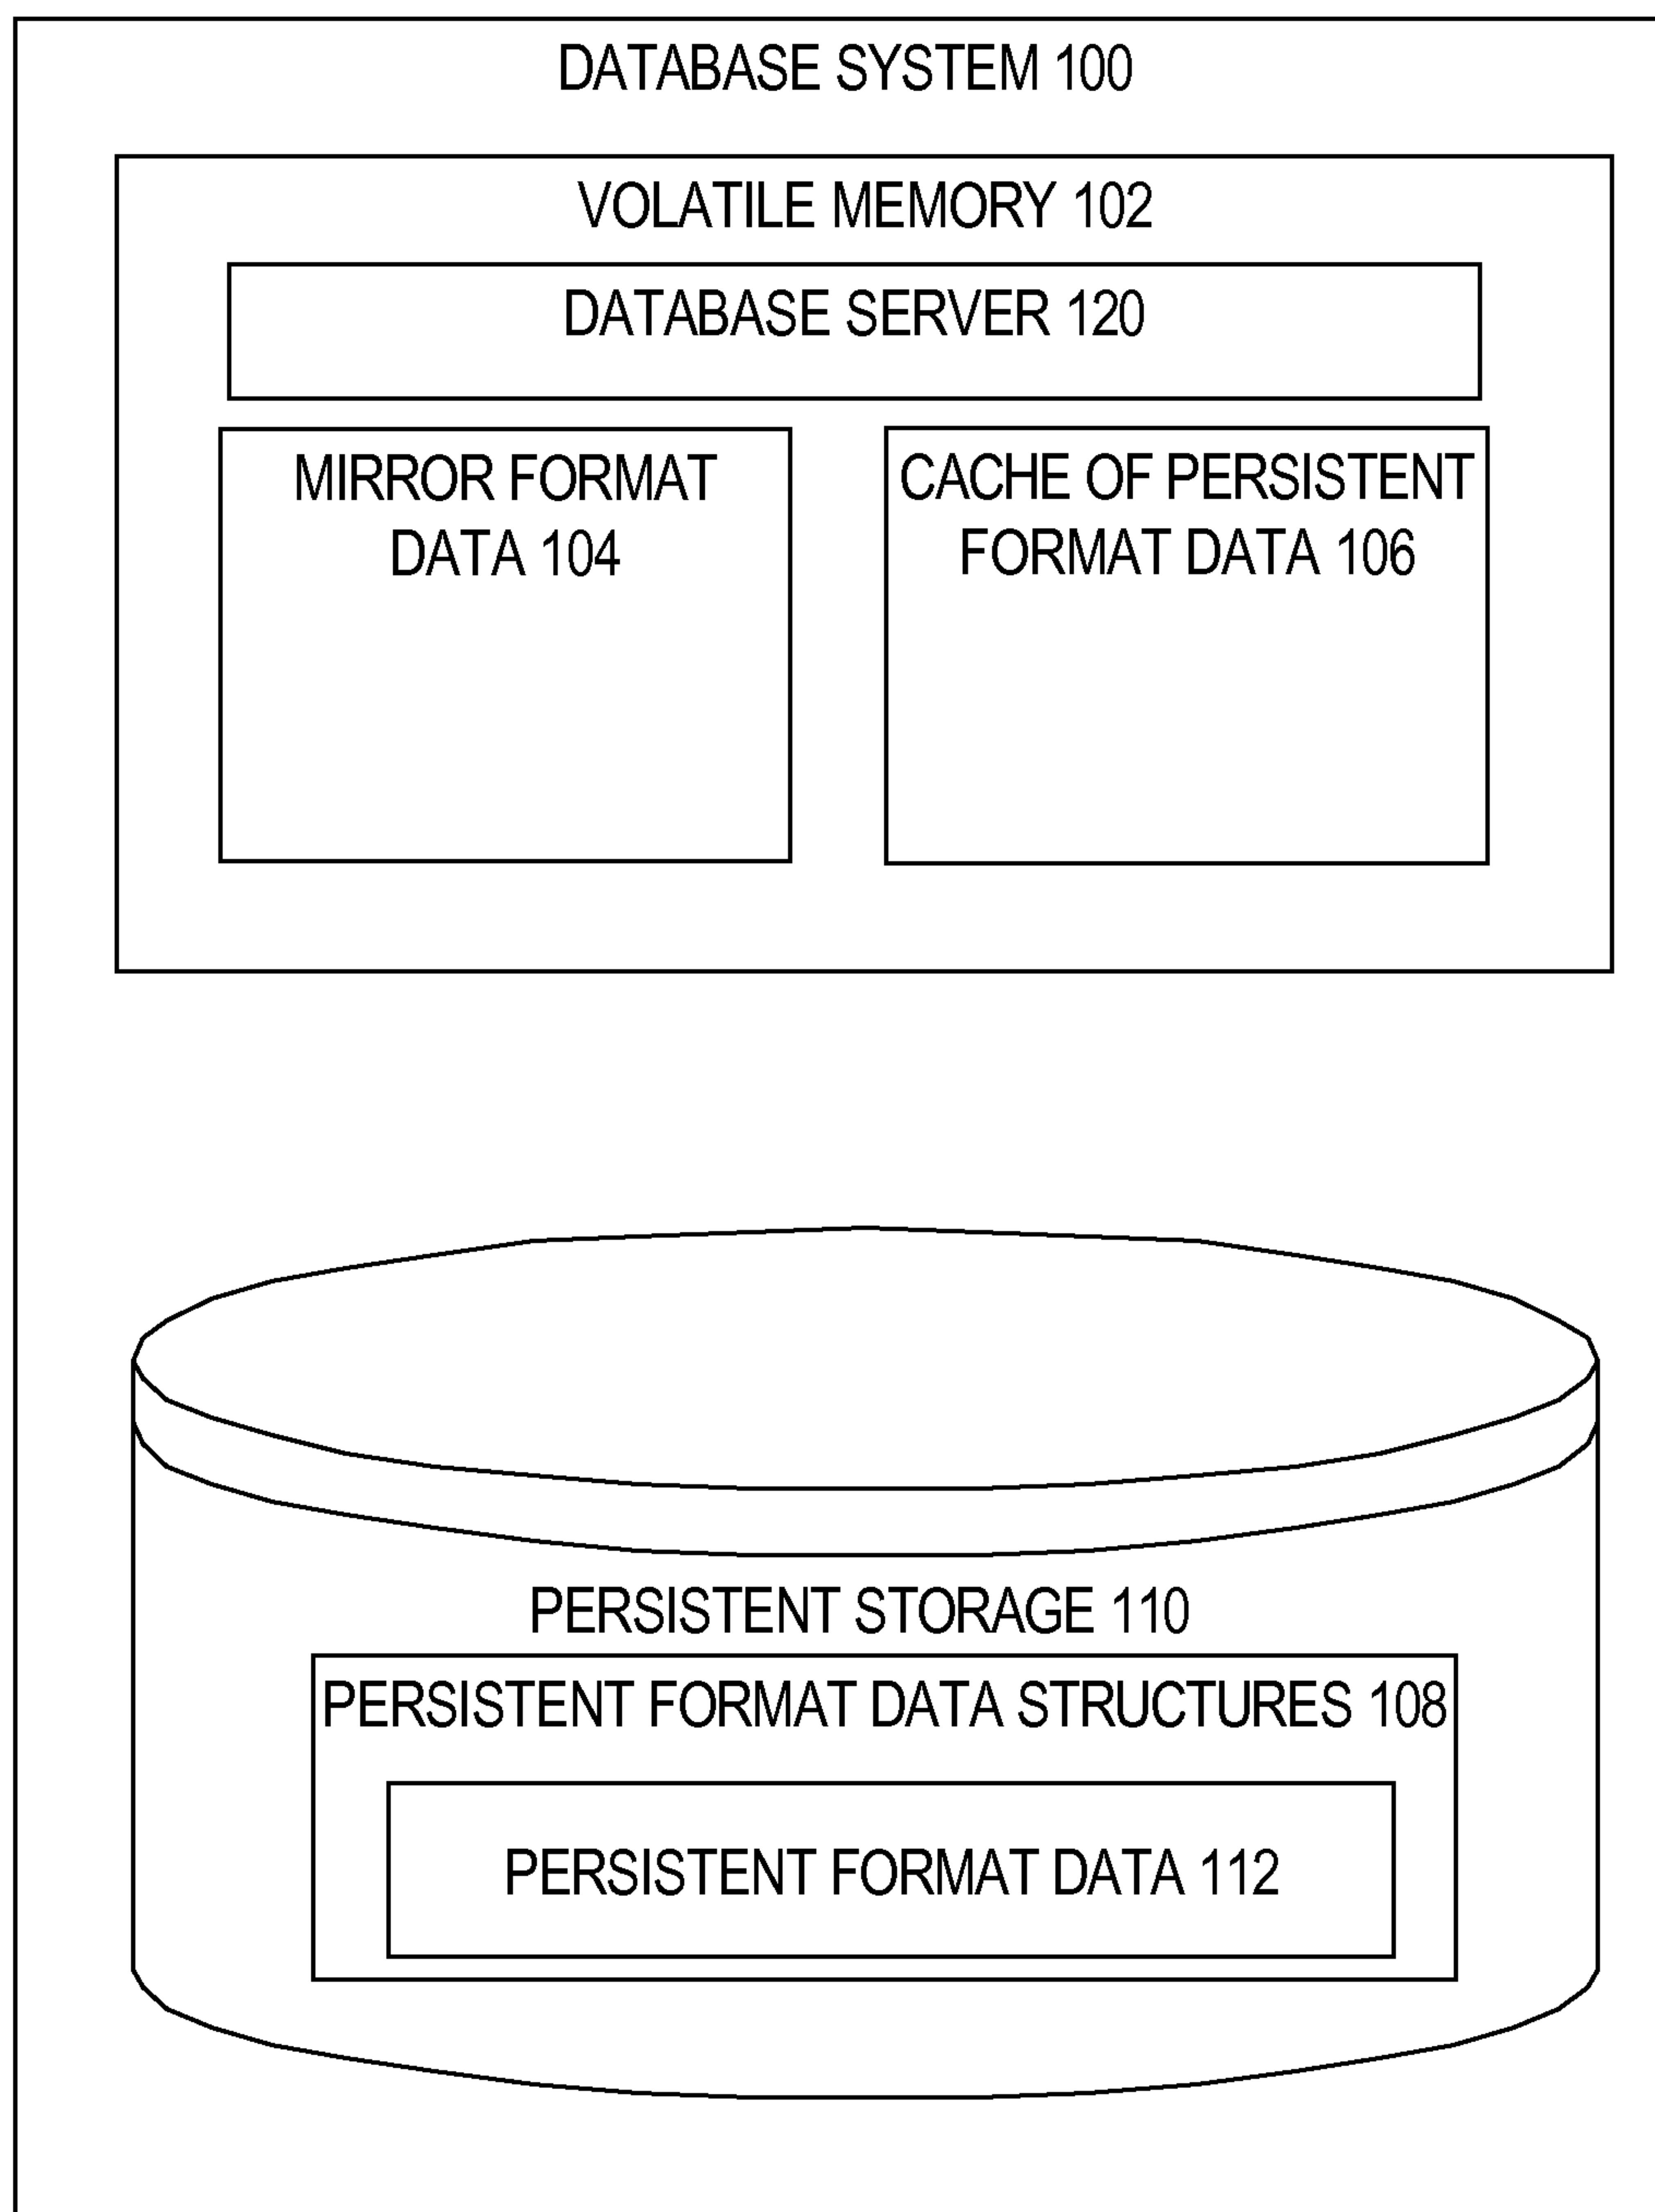 DATABASE SYSTEM 100
VOLATILE MEMORY 102
DATABASE SERVER 120
MIRROR FORMAT
DATA 104
CACHE OF PERSISTENT
FORMAT DATA 106
PERSISTENT STORAGE 110
PERSISTENT FORMAT DATA STRUCTURES 108
PERSISTENT FORMAT DATA 112